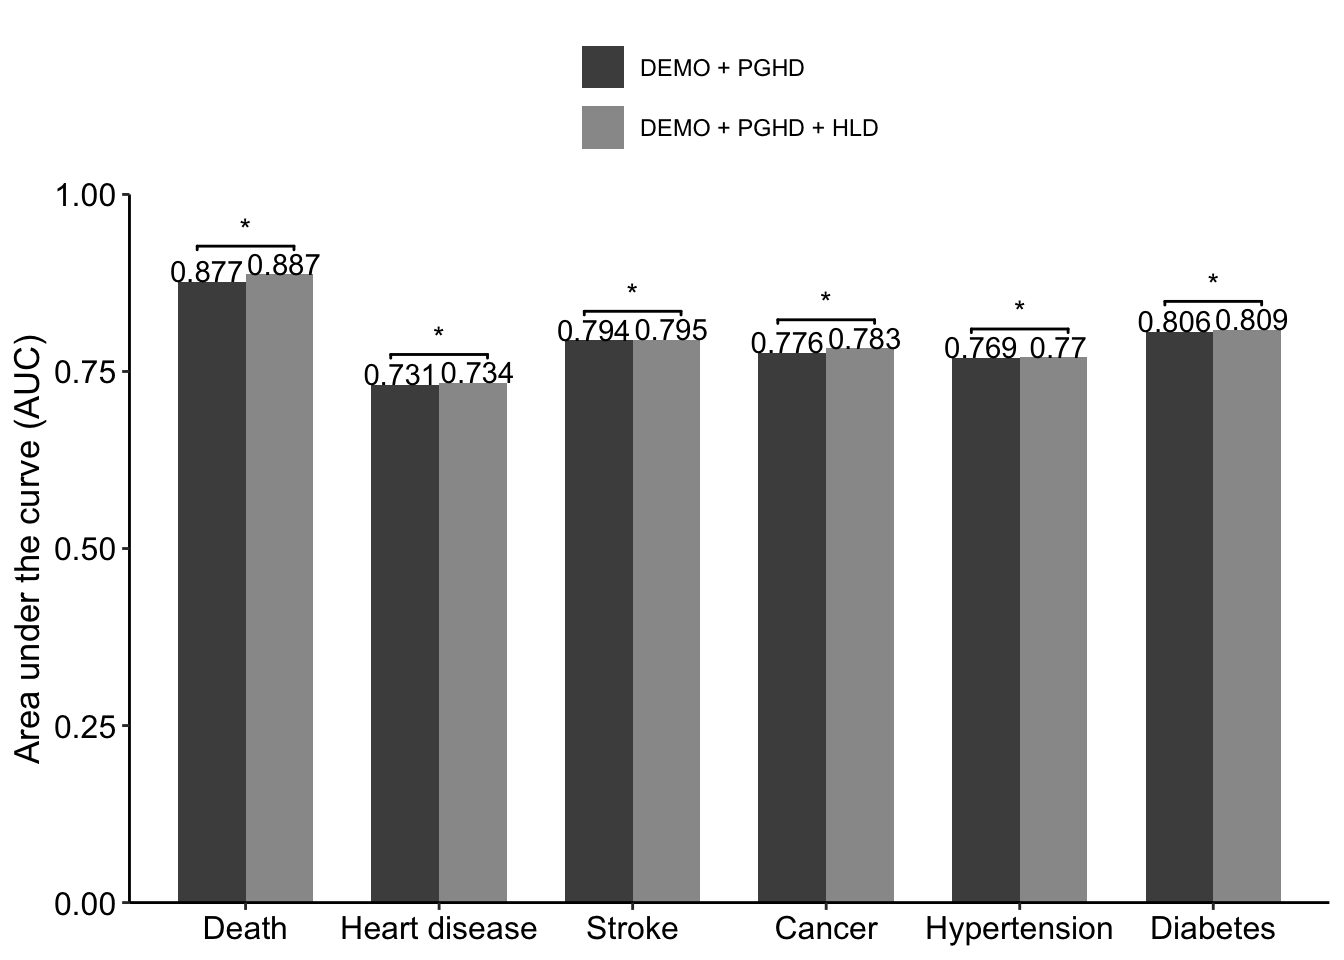 DEMO + PGHD
DEMO + PGHD + HLD
Area under the curve (AUC)
1.00
0.75
0.50
0.25
0.00
* * * * * *
0.877 0.887 0.731 0.734 0.794 0.795 0.776 0.783 0.769 0.77 0.806 0.809
Death Heart disease Stroke Cancer Hypertension Diabetes